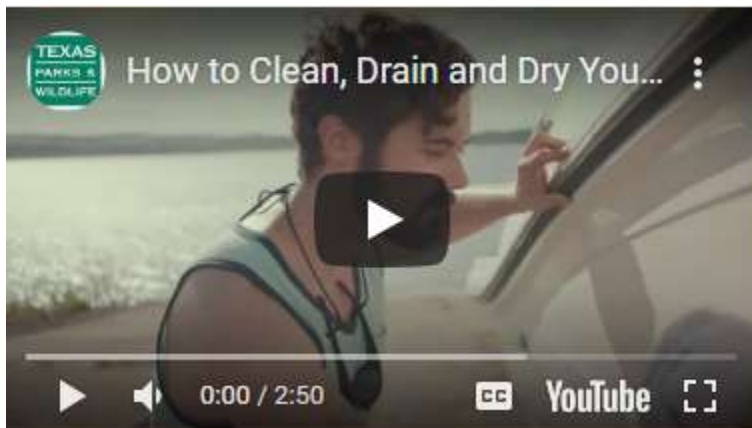 TEXAS
PARKS &
WILDLIFE
How to Clean, Drain and Dry You...
0:00 / 2:50
CC
YouTube